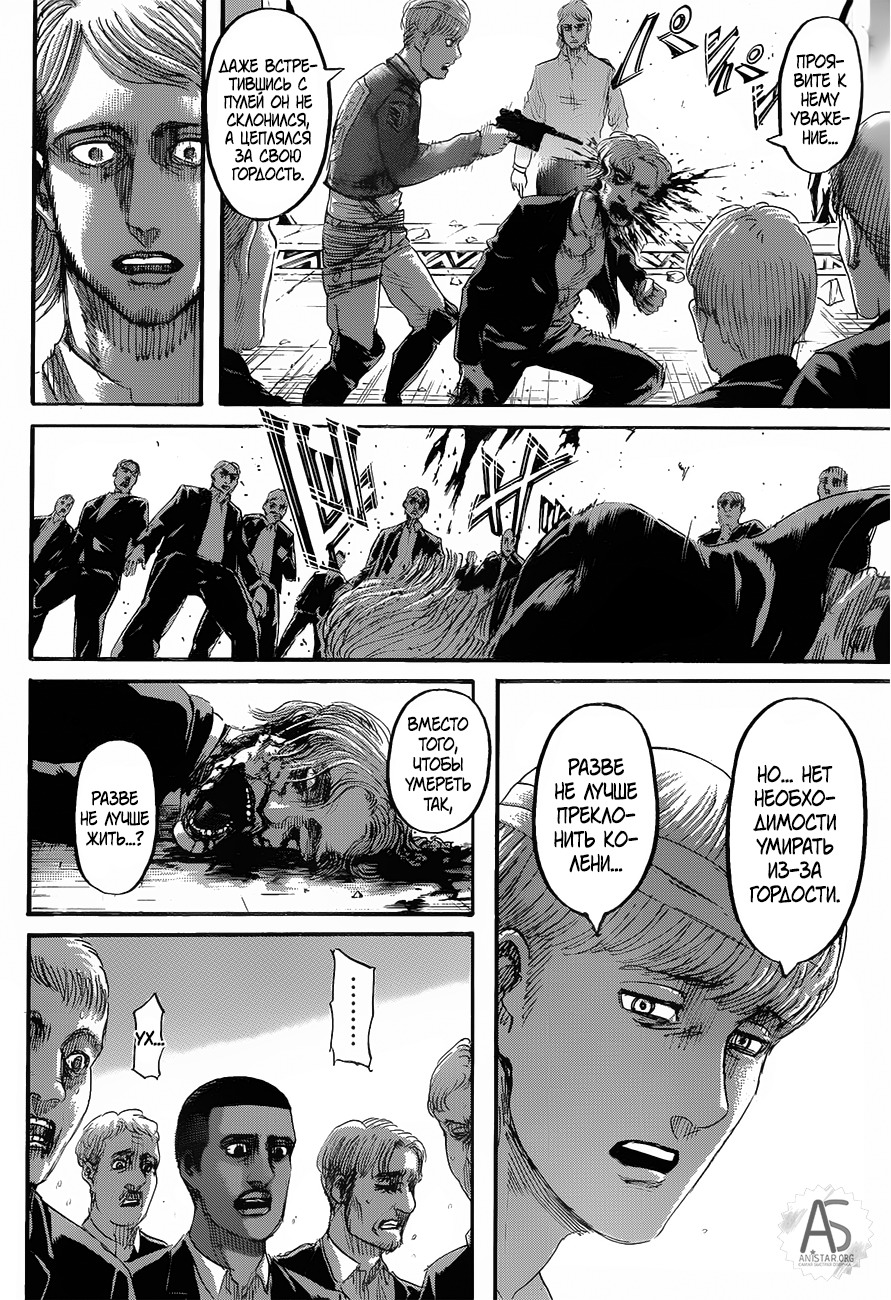 ПРОЯ-
ВИТЕ К
НЕМУ
УВАЖЕ-
НИЕ...
ДАЖЕ ВСТРЕ-
ТИВШИСЬ С
ПУЛЕЙ ОН НЕ
СКЛОНИЛСЯ,
А ЦЕПЛЯЛСЯ
ЗА СВОЮ
ГОРДОСТЬ.
НО... НЕТ
НЕОБХО-
ДИМОСТИ
УМИРАТЬ
ИЗ-ЗА
ГОРДОСТИ.
РАЗВЕ
НЕ ЛУЧШЕ
ПРЕКЛО-
НИТЬ КО-
ЛЕНИ...
ВМЕСТО
ТОГО,
ЧТОБЫ
УМЕРЕТЬ
ТАК,
РАЗВЕ
НЕ ЛУЧШЕ
ЖИТЬ...?
........
УХ...
AS
ANISTAR.ORG